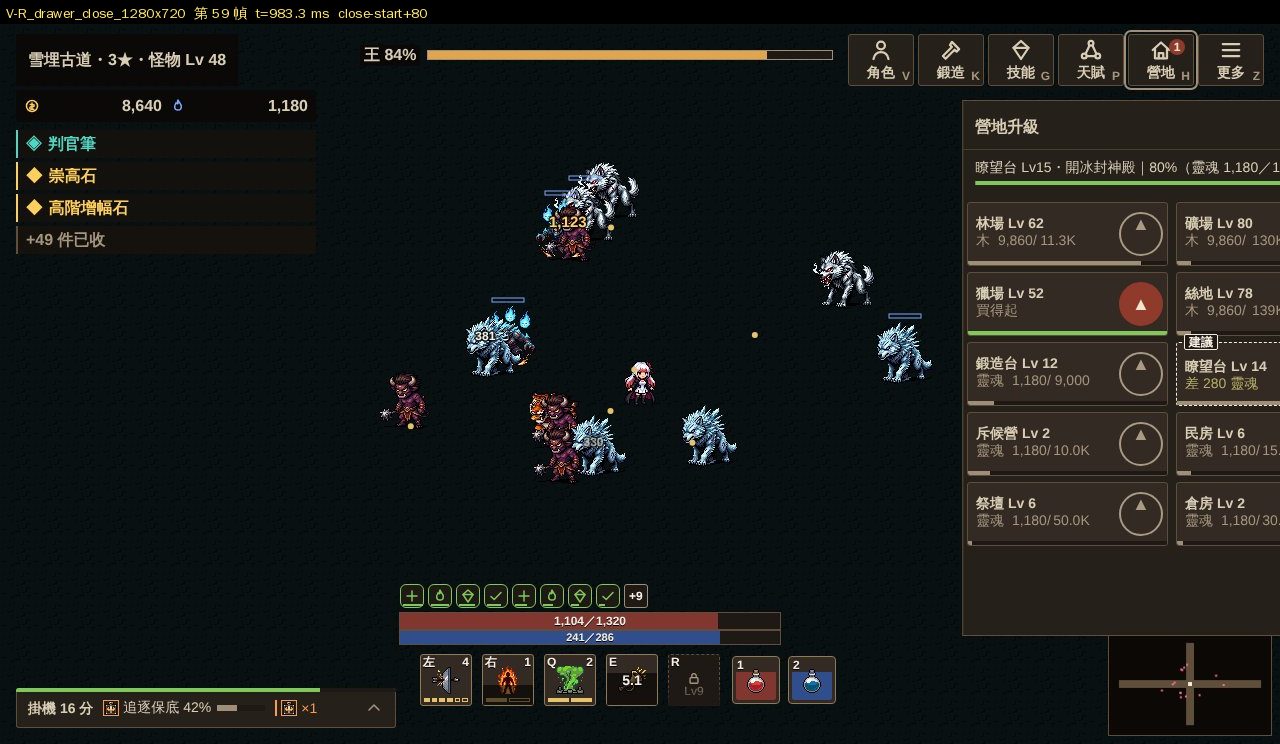 V-R_drawer_close_1280x720 第 59 幀 t=983.3 ms close-start+80
雪埋古道・3★・怪物 Lv 48
王 84%
角色 V
鍛造 K
技能 G
天賦 P
營地 H 1
更多 Z
8,640 1,180
判官筆
崇高石
高階增幅石
+49 件已收
營地升級
瞭望台 Lv15・開冰封神殿｜80%（靈魂 1,180／1
林場 Lv 62
木 9,860/ 11.3K
礦場 Lv 80
木 9,860/ 130K
獵場 Lv 52
買得起
絲地 Lv 78
木 9,860/ 139K
鍛造台 Lv 12
靈魂 1,180/ 9,000
建議
瞭望台 Lv 14
差 280 靈魂
斥候營 Lv 2
靈魂 1,180/ 10.0K
民房 Lv 6
靈魂 1,180/ 15.
祭壇 Lv 6
靈魂 1,180/ 50.0K
倉房 Lv 2
靈魂 1,180/ 30.
1,123
381
330
+9
1,104／1,320
241／286
左 4
右 1
Q 2
E 5.1
R Lv9
1
2
掛機 16 分 追逐保底 42% ×1